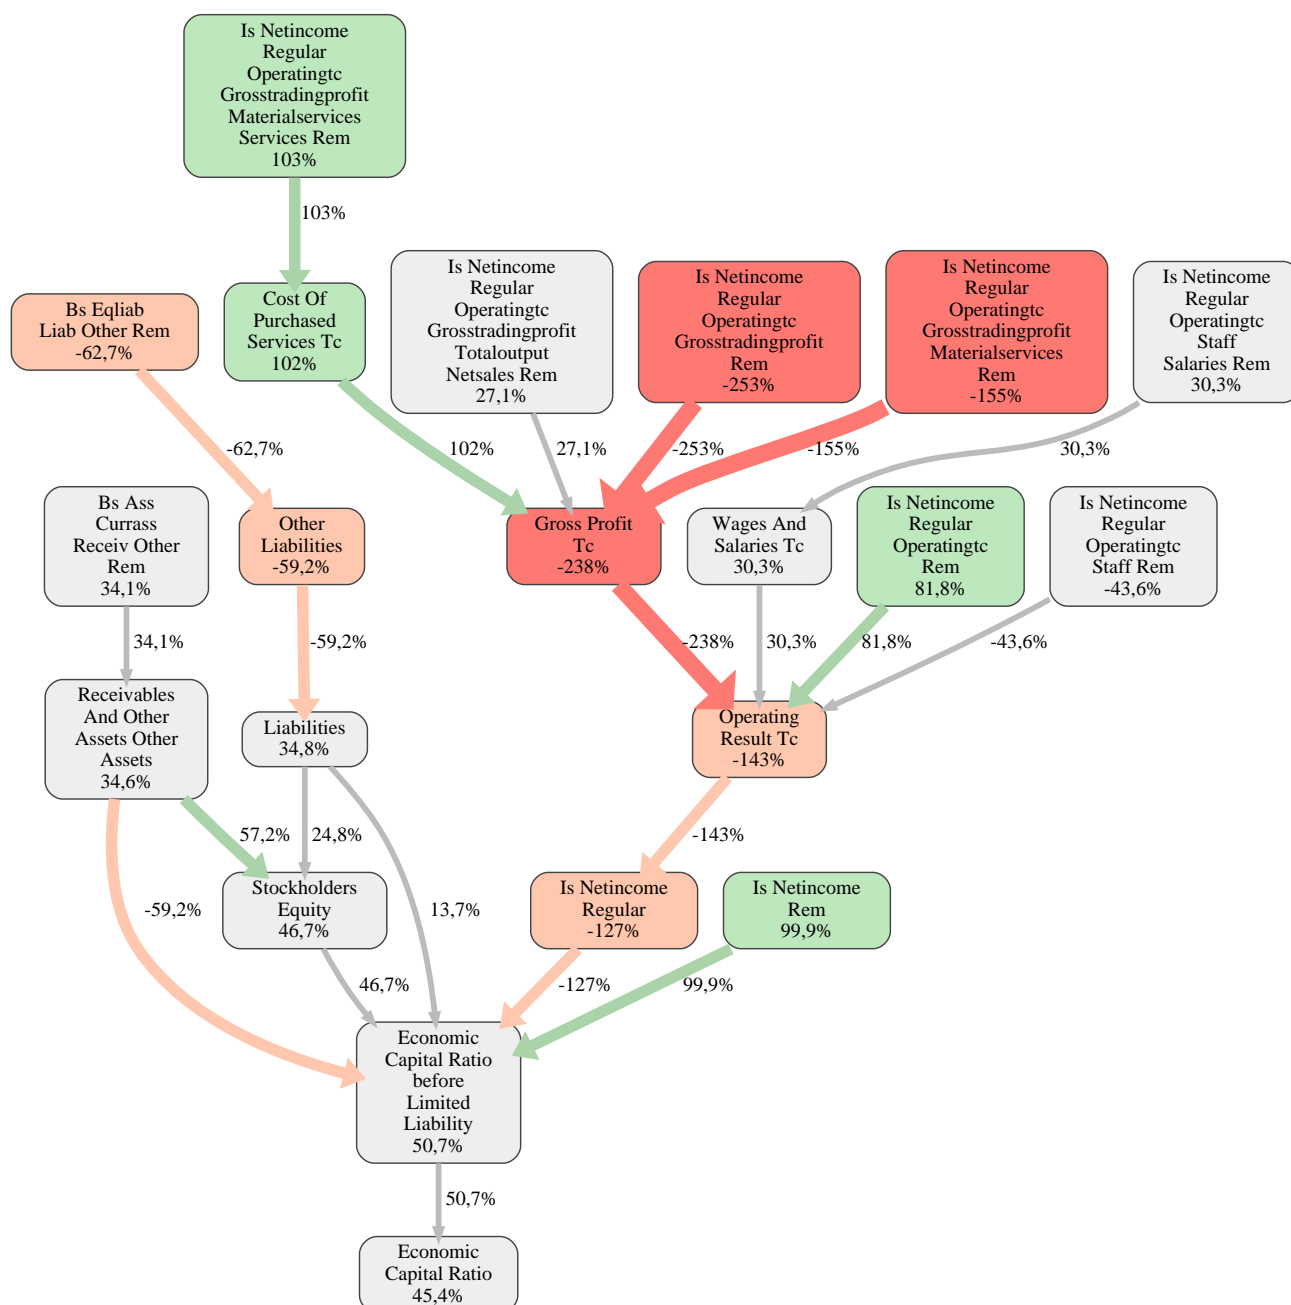 Is Netincome
Regular
Operatingtc
Grosstradingprofit
Materialservices
Services Rem
103%
103%
Bs Eqliab
Liab Other Rem
-62,7%
Cost Of
Purchased
Services Tc
102%
Is Netincome
Regular
Operatingtc
Grosstradingprofit
Totaloutput
Netsales Rem
27,1%
Is Netincome
Regular
Operatingtc
Grosstradingprofit
Rem
-253%
Is Netincome
Regular
Operatingtc
Grosstradingprofit
Materialservices
Rem
-155%
Is Netincome
Regular
Operatingtc
Staff
Salaries Rem
30,3%
-62,7%
102%
27,1%
-253%
-155%
30,3%
Bs Ass
Currass
Receiv Other
Rem
34,1%
Other
Liabilities
-59,2%
Gross Profit
Tc
-238%
Wages And
Salaries Tc
30,3%
Is Netincome
Regular
Operatingtc
Rem
81,8%
Is Netincome
Regular
Operatingtc
Staff Rem
-43,6%
34,1%
-59,2%
-238%
30,3%
81,8%
-43,6%
Receivables
And Other
Assets Other
Assets
34,6%
Liabilities
34,8%
Operating
Result Tc
-143%
57,2%
24,8%
-143%
-59,2%
Stockholders
Equity
46,7%
13,7%
Is Netincome
Regular
-127%
Is Netincome
Rem
99,9%
46,7%
-127%
99,9%
Economic
Capital Ratio
before
Limited
Liability
50,7%
50,7%
Economic
Capital Ratio
45,4%